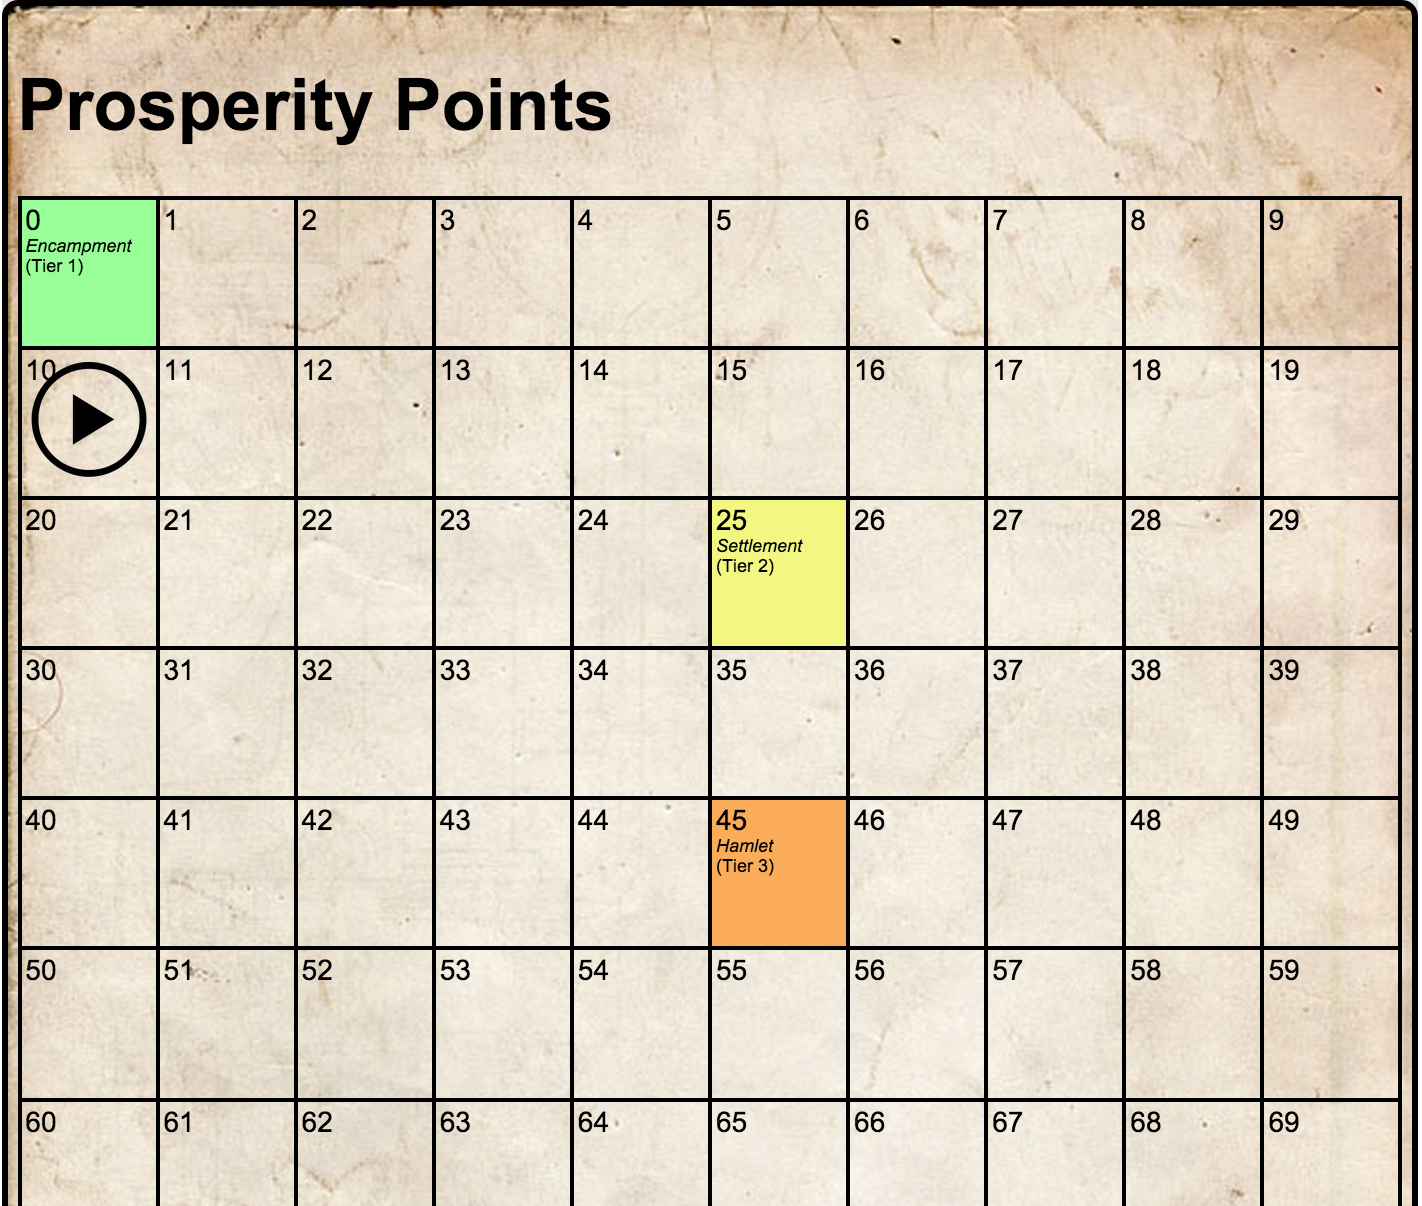 Prosperity Points
0 1 2 3 4 5 6 7 8 9
Encampment
(Tier 1)
10 11 12 13 14 15 16 17 18 19
20 21 22 23 24 25 26 27 28 29
Settlement
(Tier 2)
30 31 32 33 34 35 36 37 38 39
40 41 42 43 44 45 46 47 48 49
Hamlet
(Tier 3)
50 51 52 53 54 55 56 57 58 59
60 61 62 63 64 65 66 67 68 69